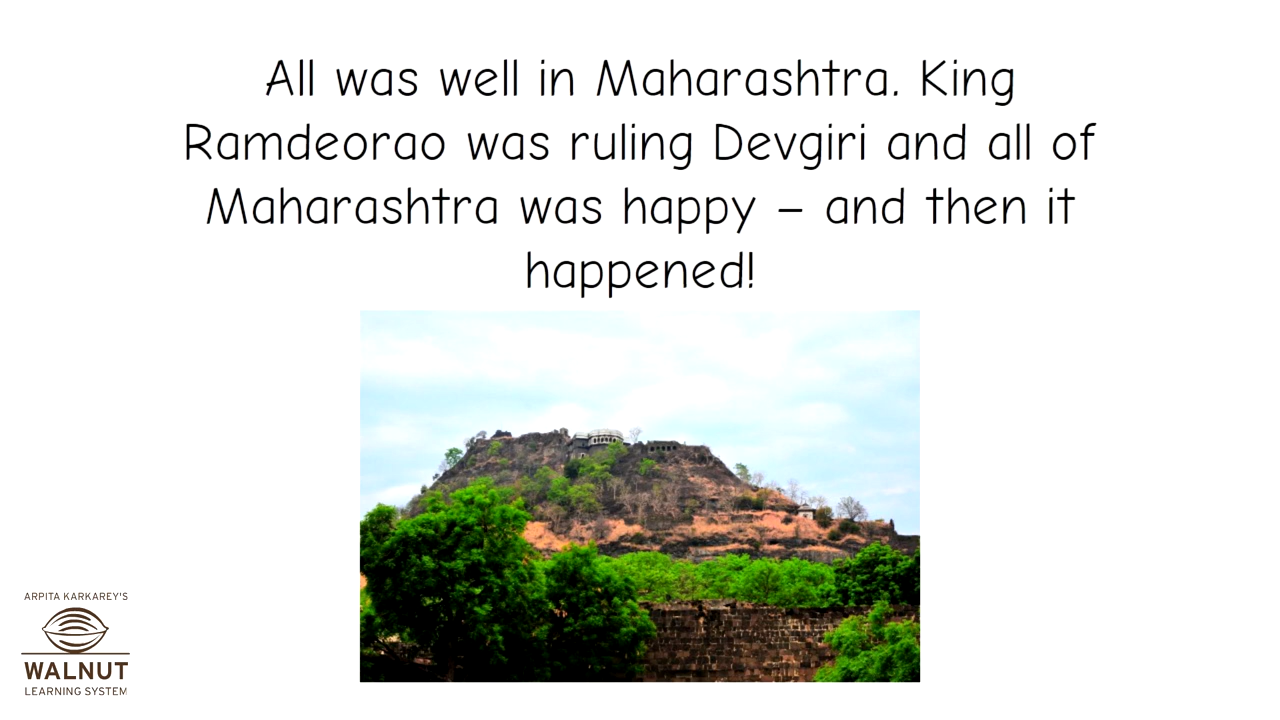 All was well in Maharashtra. King
Ramdeorao was ruling Devgiri and all of
Maharashtra was happy – and then it
happened!
ARPITA KARKAREY'S
WALNUT
LEARNING SYSTEM